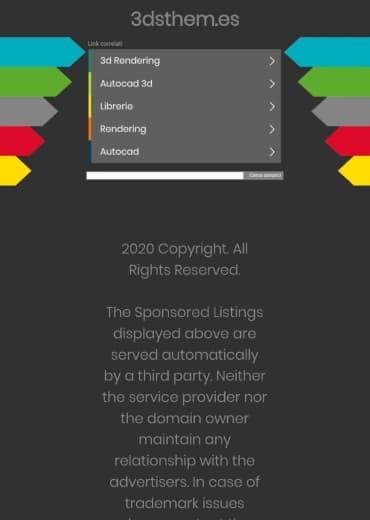 3dsthem.es
Link correlati
3d Rendering
Autocad 3d
Librerie
Rendering
Autocad
Cerca annunci
2020 Copyright. All
Rights Reserved.
The Sponsored Listings
displayed above are
served automatically
by a third party. Neither
the service provider nor
the domain owner
maintain any
relationship with the
advertisers. In case of
trademark issues